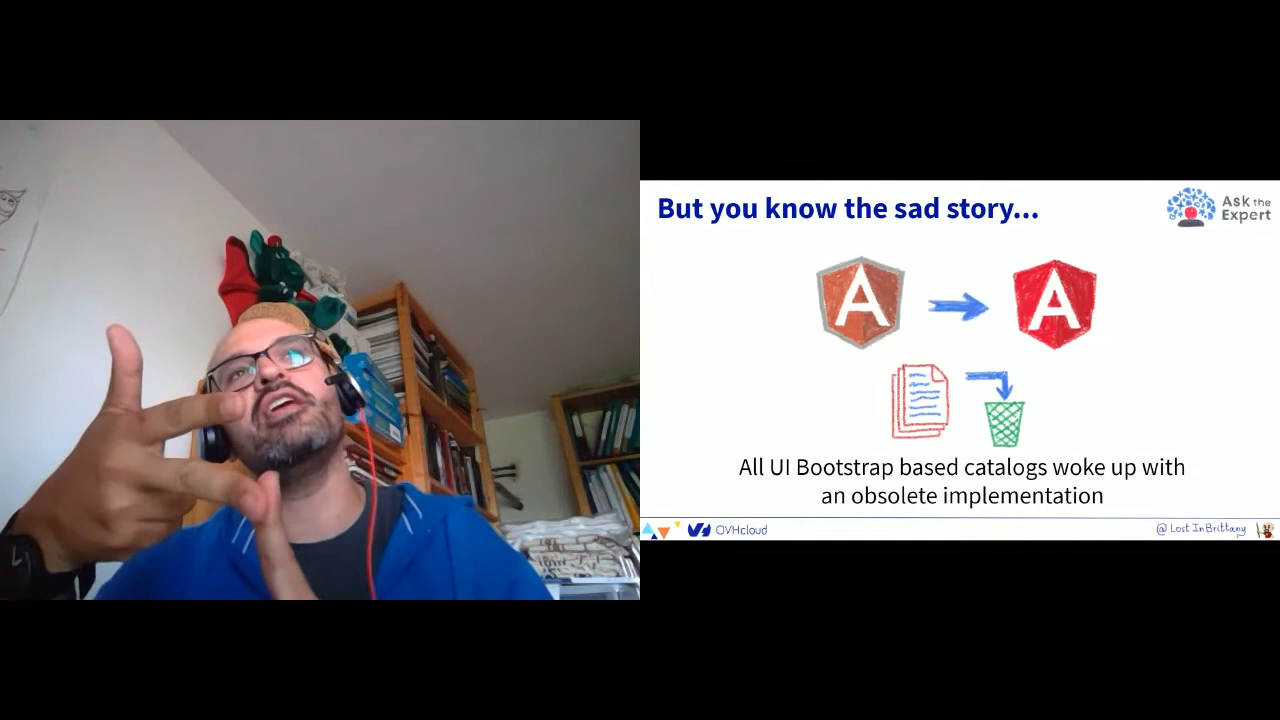 But you know the sad story...
Ask the
Expert
A
A
All UI Bootstrap based catalogs woke up with
an obsolete implementation
OVHcloud
@LostInBrittany